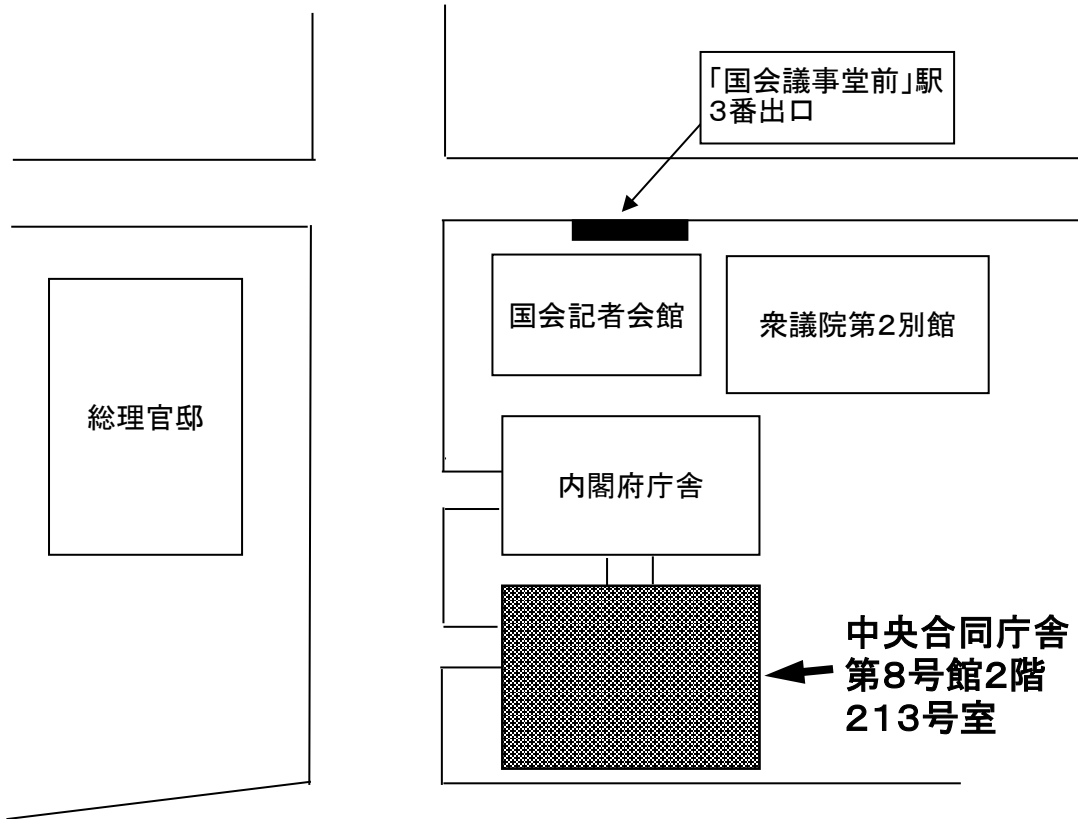 「国会議事堂前」駅
３番出口
国会記者会館
衆議院第２別館
総理官邸
内閣府庁舎
中央合同庁舎
第８号館２階
２１３号室